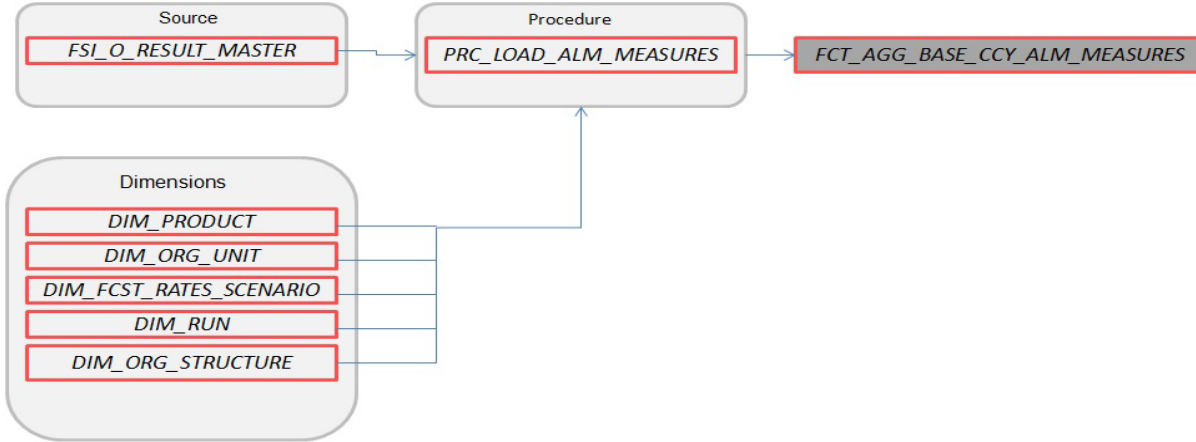 Source
FSI_O_RESULT_MASTER
Procedure
PRC_LOAD_ALM_MEASURES
FCT_AGG_BASE_CCY_ALM_MEASURES
Dimensions
DIM_PRODUCT
DIM_ORG_UNIT
DIM_FCST_RATES_SCENARIO
DIM_RUN
DIM_ORG_STRUCTURE